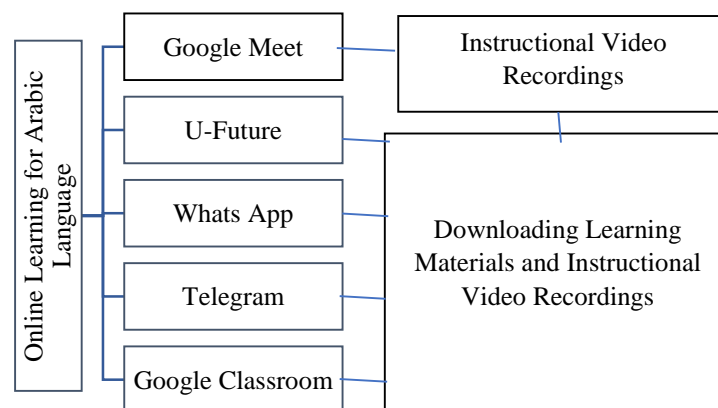 Online Learning for Arabic
Language
Google Meet
U-Future
Whats App
Telegram
Google Classroom
Instructional Video
Recordings
Downloading Learning
Materials and Instructional
Video Recordings